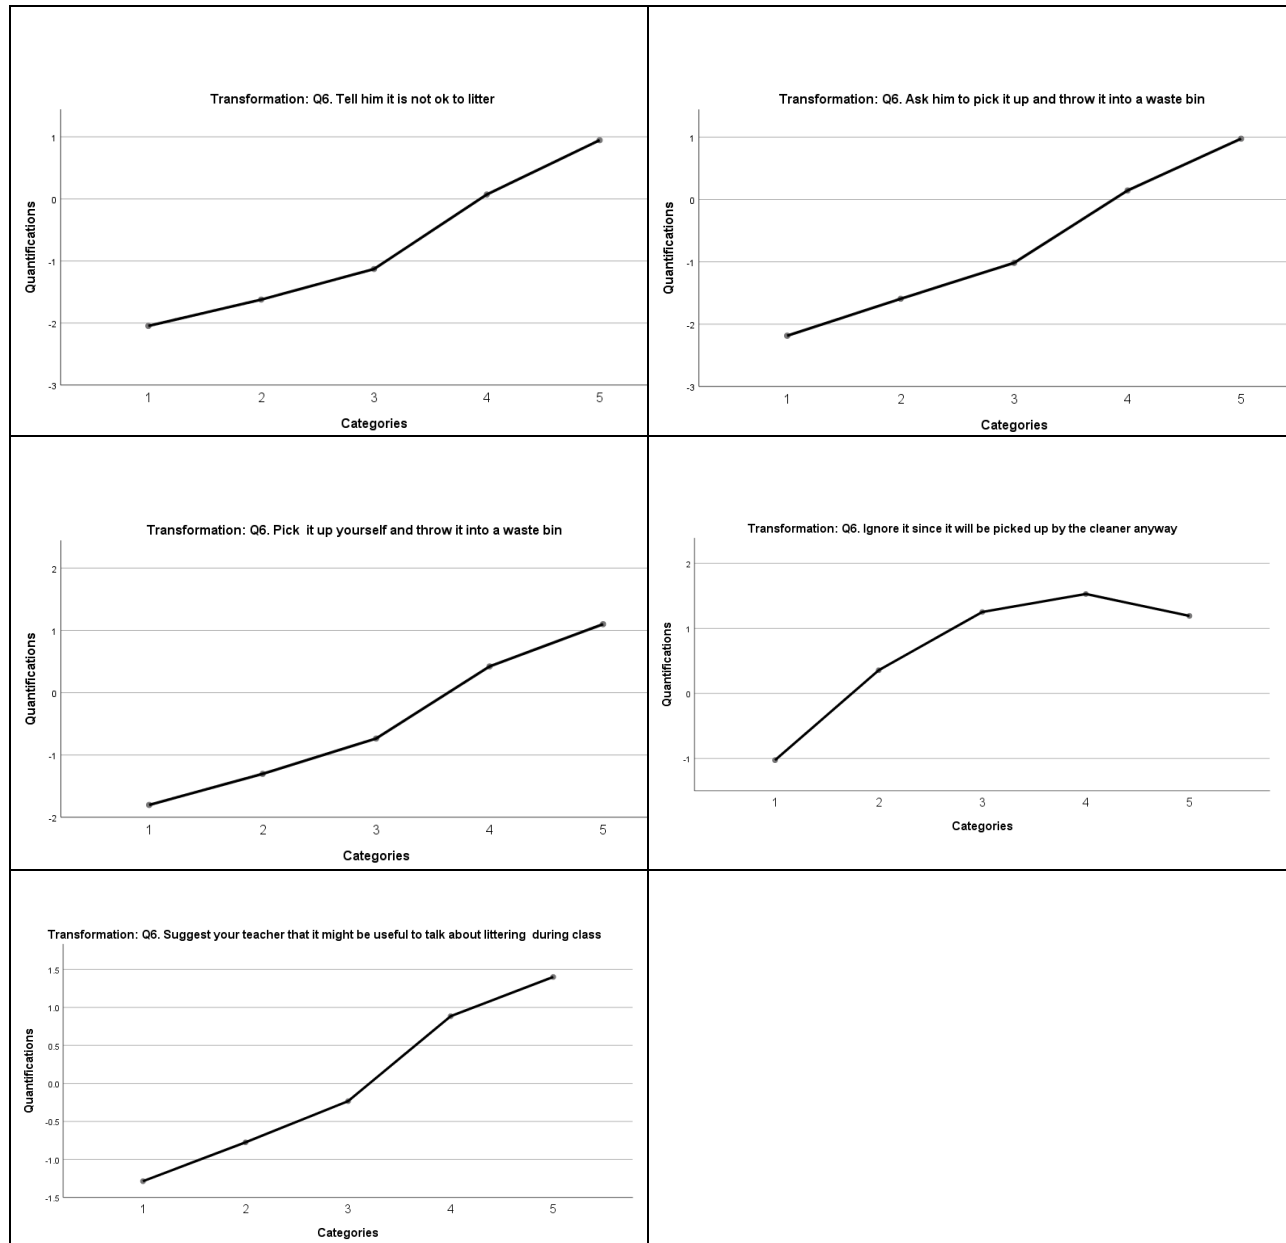 Transformation: Q6. Tell him it is not ok to litter
1
0
-1
-2
-3
Quantifications
1 2 3 4 5
Categories
Transformation: Q6. Ask him to pick it up and throw it into a waste bin
1
0
-1
-2
-3
Quantifications
1 2 3 4 5
Categories
Transformation: Q6. Pick  it up yourself and throw it into a waste bin
2
1
0
-1
-2
Quantifications
1 2 3 4 5
Categories
Transformation: Q6. Ignore it since it will be picked up by the cleaner anyway
2
1
0
-1
Quantifications
1 2 3 4 5
Categories
Transformation: Q6. Suggest your teacher that it might be useful to talk about littering  during class
1.5
1.0
0.5
0.0
-0.5
-1.0
-1.5
Quantifications
1 2 3 4 5
Categories